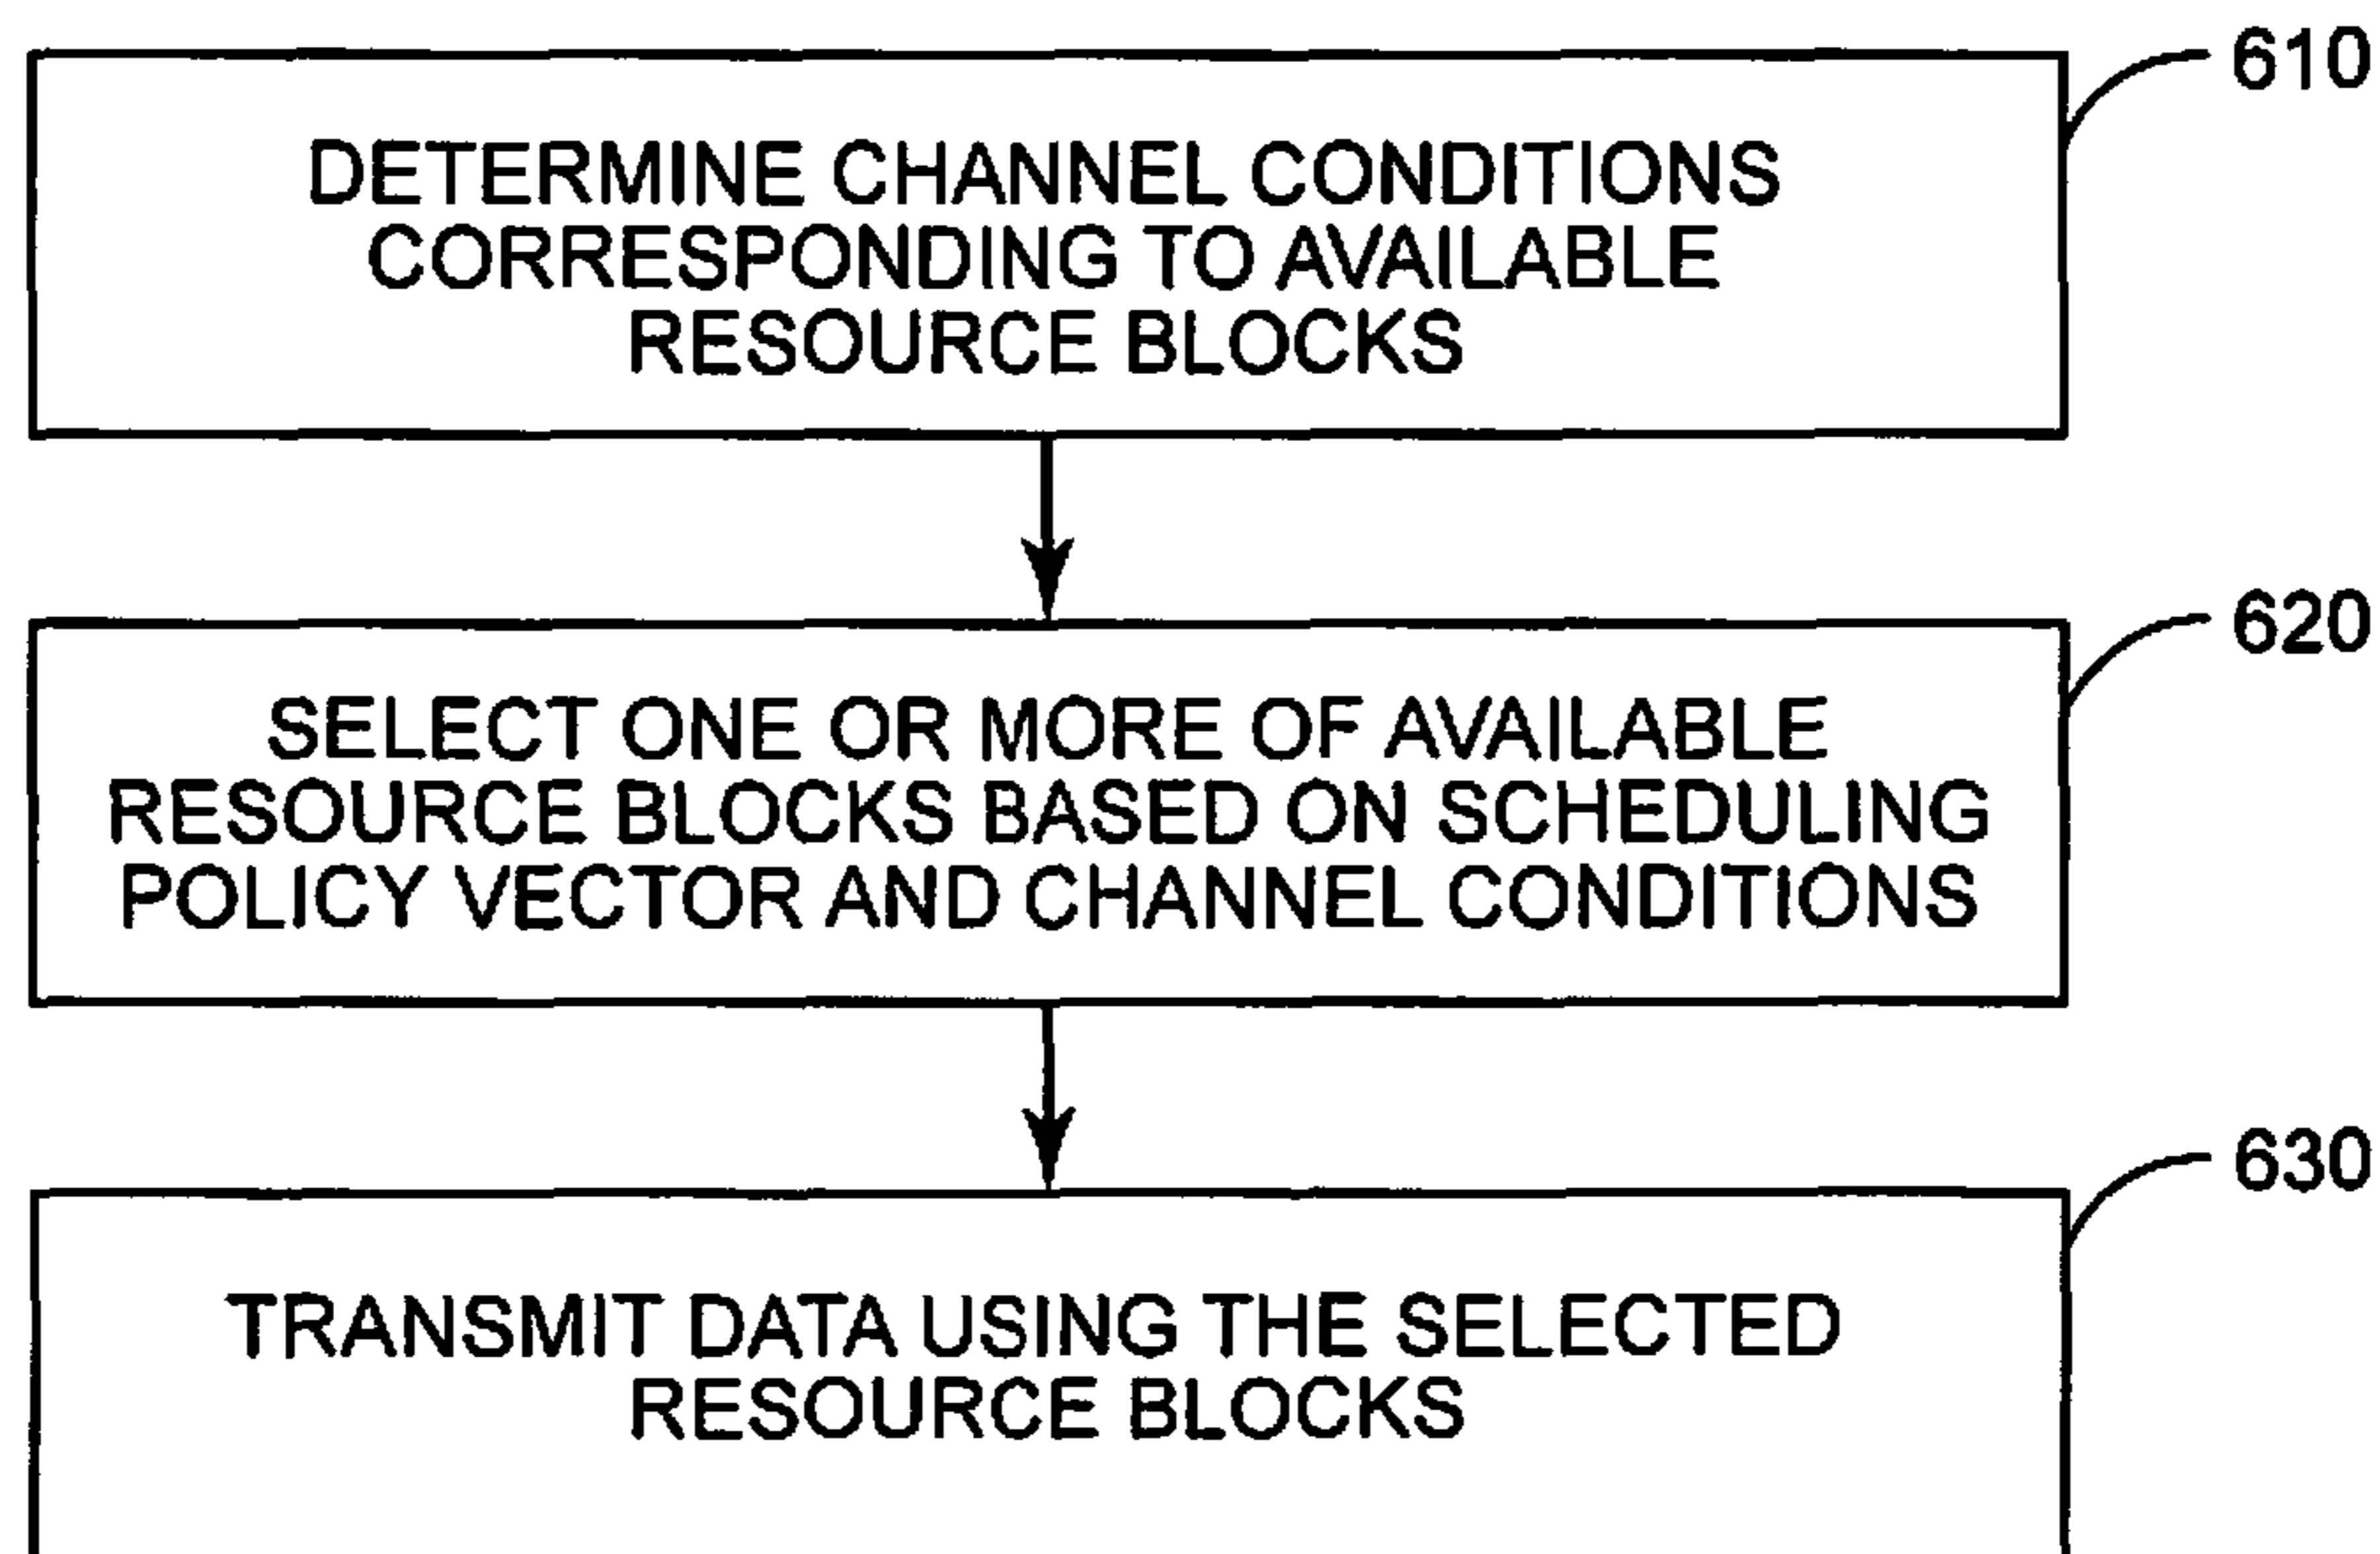 610
DETERMINE CHANNEL CONDITIONS
CORRESPONDING TO AVAILABLE
RESOURCE BLOCKS
620
SELECT ONE OR MORE OF AVAILABLE
RESOURCE BLOCKS BASED ON SCHEDULING
POLICY VECTOR AND CHANNEL CONDITIONS
630
TRANSMIT DATA USING THE SELECTED
RESOURCE BLOCKS